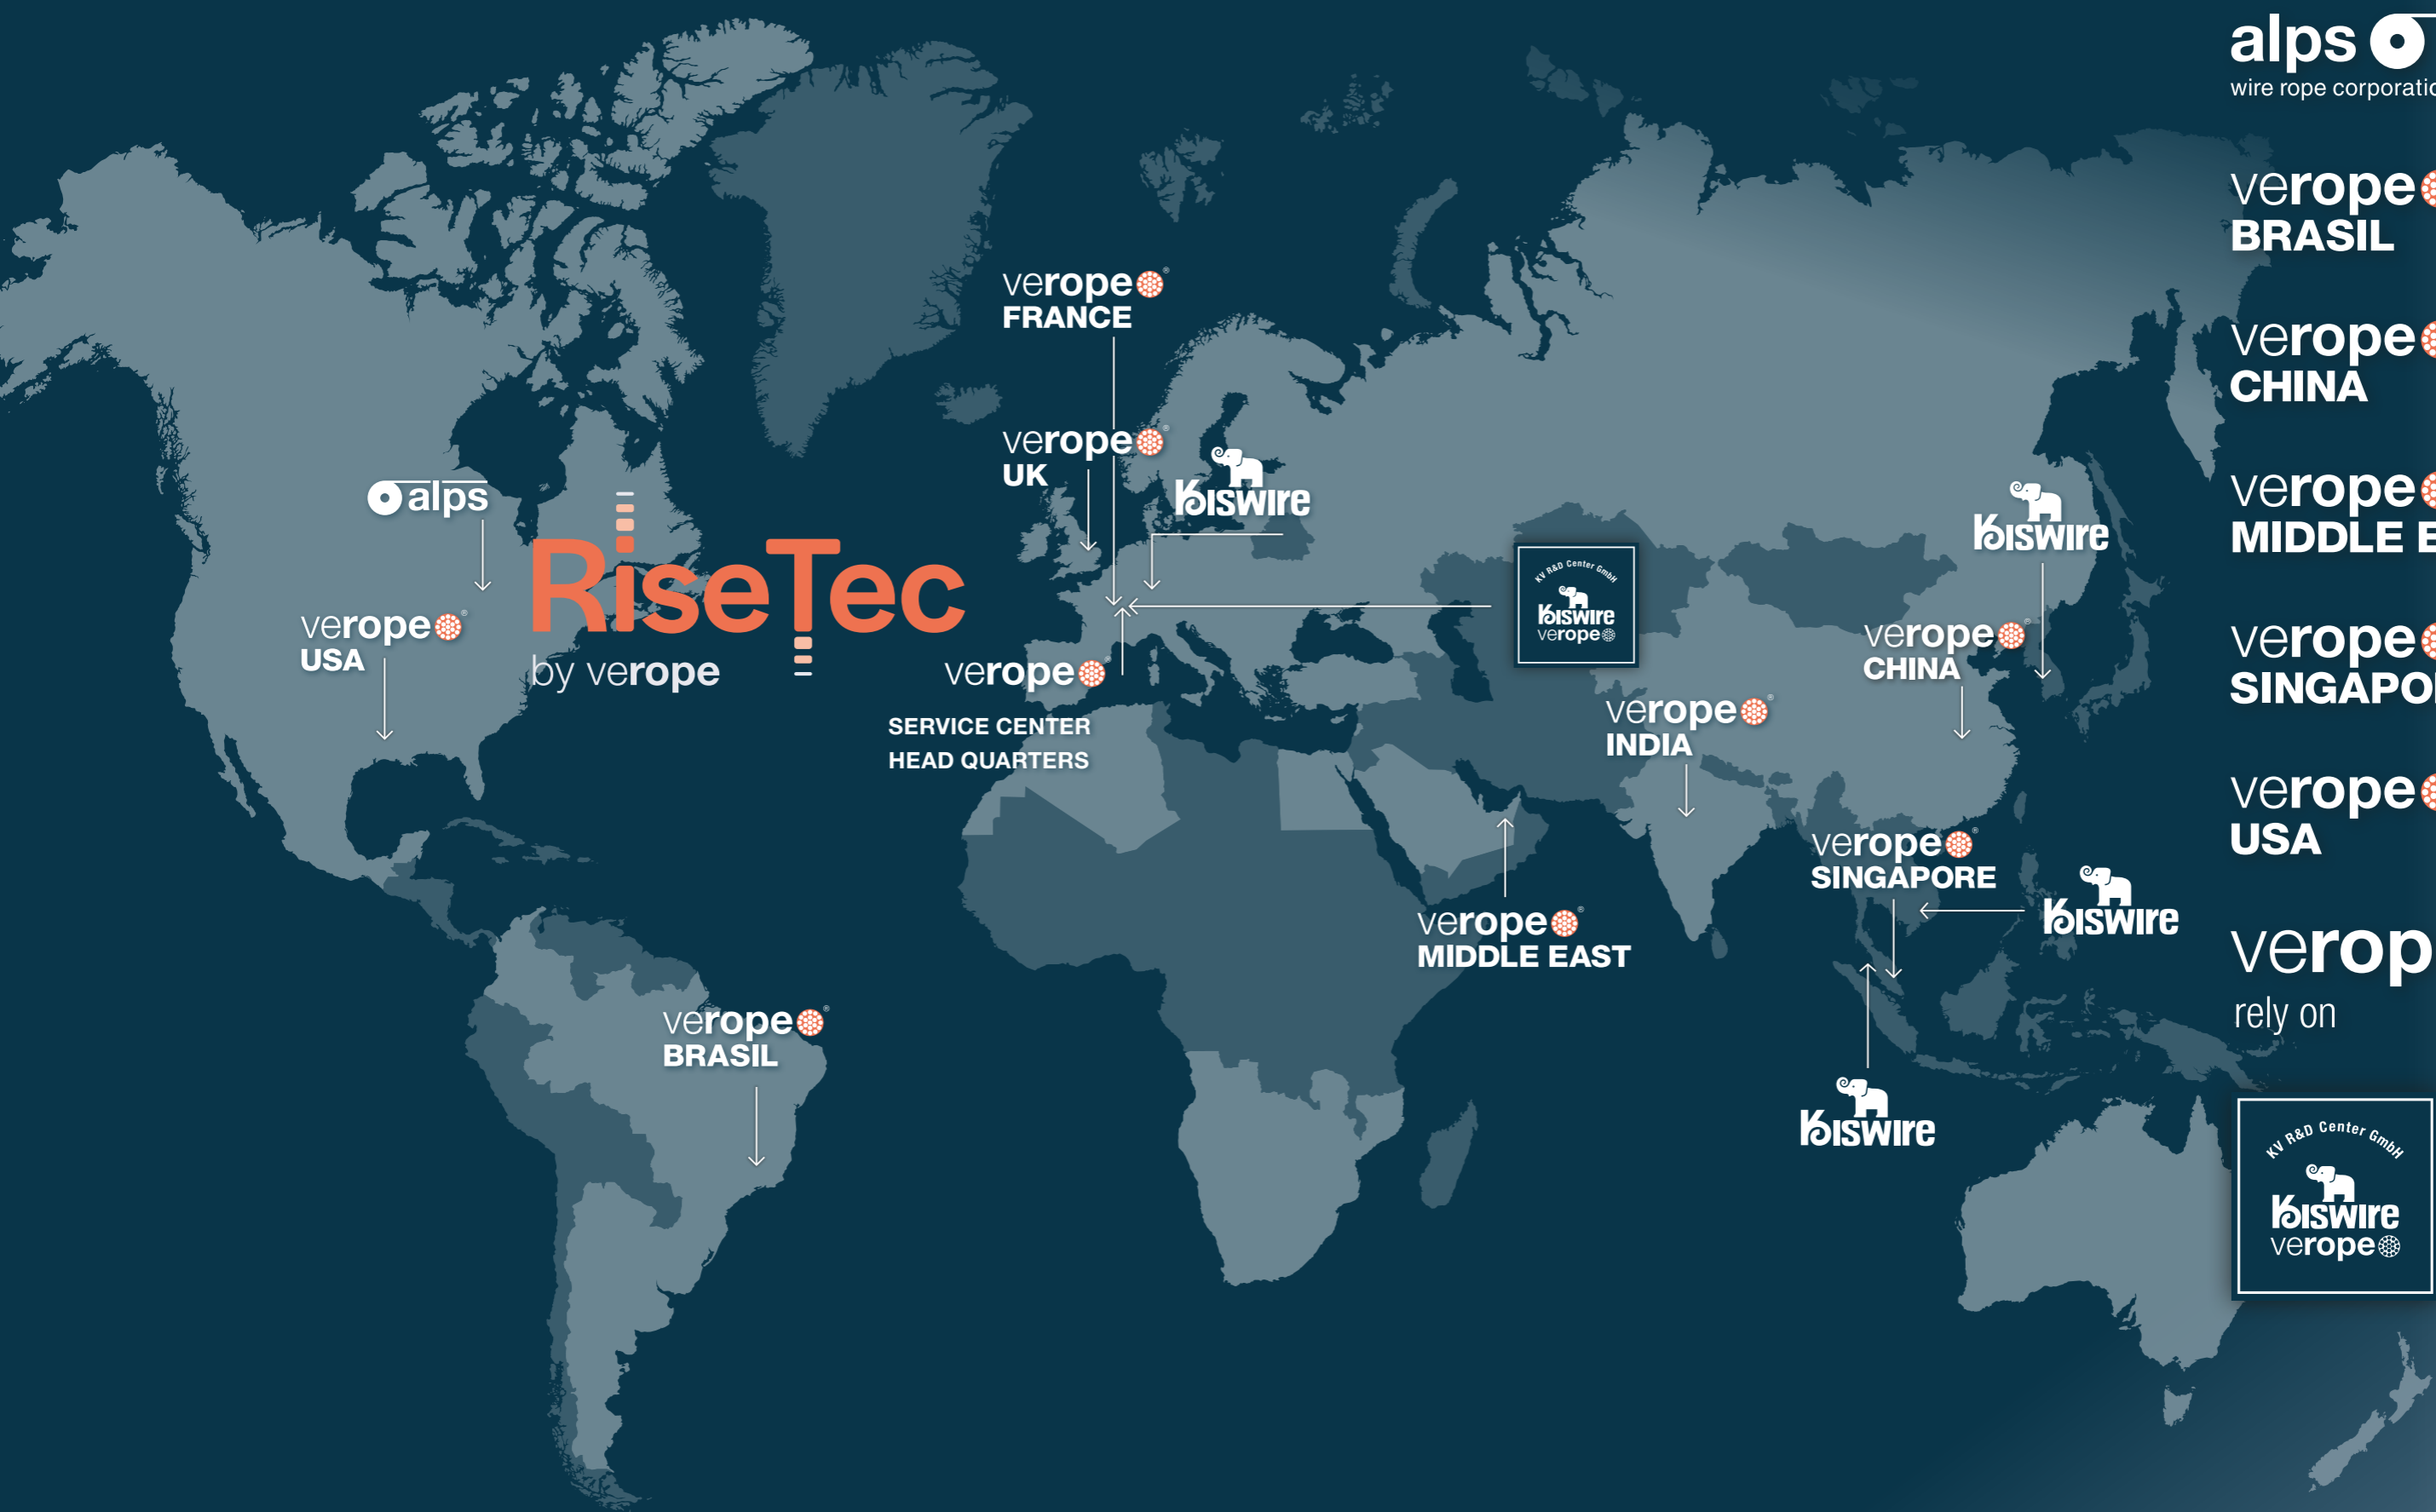 verope®
FRANCE
verope®
UK
Kiswire
alps
RiseTec
by verope
verope®
USA
verope®
SERVICE CENTER
HEAD QUARTERS
KV R&D Center GmbH
Kiswire
verope
Kiswire
verope®
CHINA
verope®
INDIA
verope®
SINGAPORE
Kiswire
verope®
MIDDLE EAST
verope®
BRASIL
Kiswire
alps
wire rope corporatio
verope
BRASIL
verope
CHINA
verope
MIDDLE E
verope
SINGAPO
verope
USA
verop
rely on
KV R&D Center GmbH
Kiswire
verope